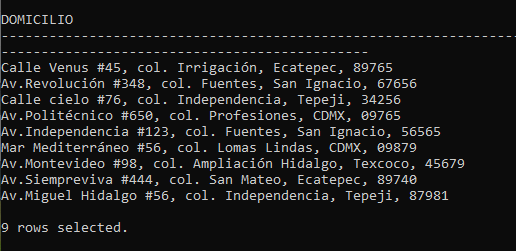 DOMICILIO
--------------------------------------------------------------------
----------------------------------------------
Calle Venus #45, col. Irrigación, Ecatepec, 89765
Av.Revolución #348, col. Fuentes, San Ignacio, 67656
Calle cielo #76, col. Independencia, Tepeji, 34256
Av.Politécnico #650, col. Profesiones, CDMX, 09765
Av.Independencia #123, col. Fuentes, San Ignacio, 56565
Mar Mediterráneo #56, col. Lomas Lindas, CDMX, 09879
Av.Montevideo #98, col. Ampliación Hidalgo, Texcoco, 45679
Av.Siempreviva #444, col. San Mateo, Ecatepec, 89740
Av.Miguel Hidalgo #56, col. Independencia, Tepeji, 87981
9 rows selected.